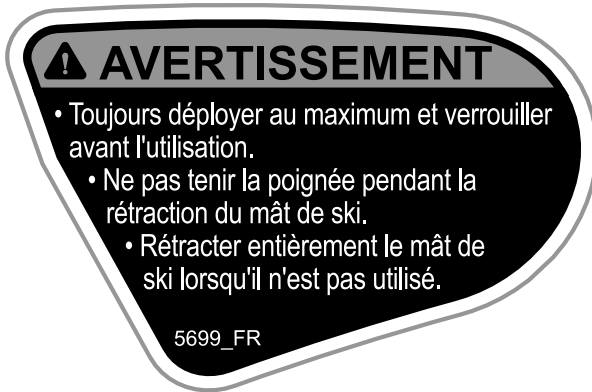 AVERTISSEMENT
• Toujours déployer au maximum et verrouiller
avant l'utilisation.
• Ne pas tenir la poignée pendant la
rétraction du mât de ski.
• Rétracter entièrement le mât de
ski lorsqu'il n'est pas utilisé.
5699_FR